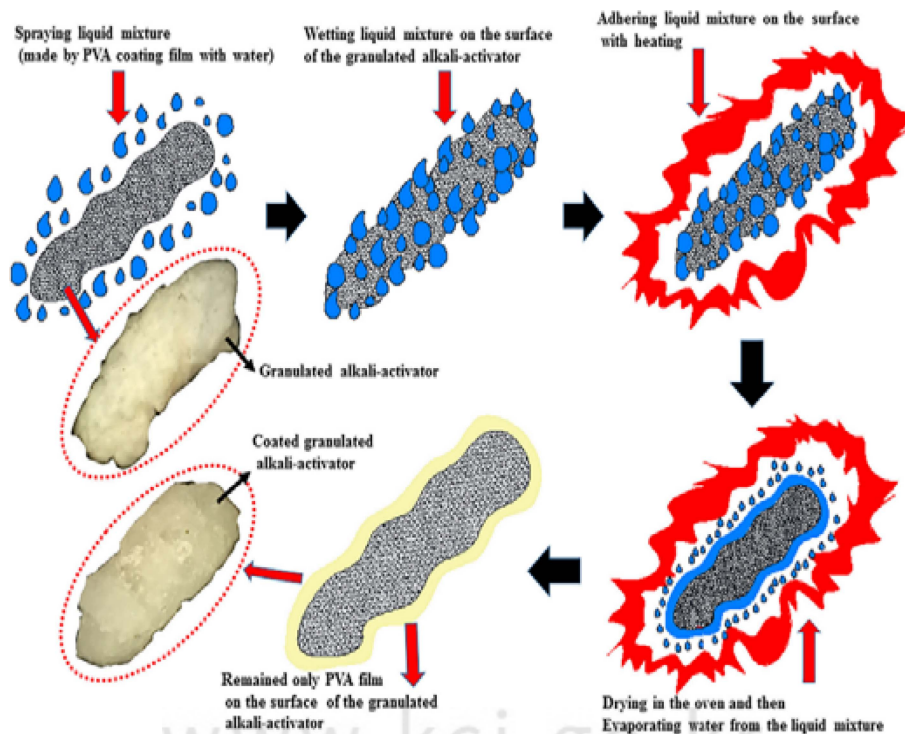 Spraying liquid mixture
(made by PVA coating film with water)
Wetting liquid mixture on the surface
of the granulated alkali-activator
Adhering liquid mixture on the surface
with heating
Granulated alkali-activator
Coated granulated
alkali-activator
Remained only PVA film
on the surface of the granulated
alkali-activator
Drying in the oven and then
Evaporating water from the liquid mixture